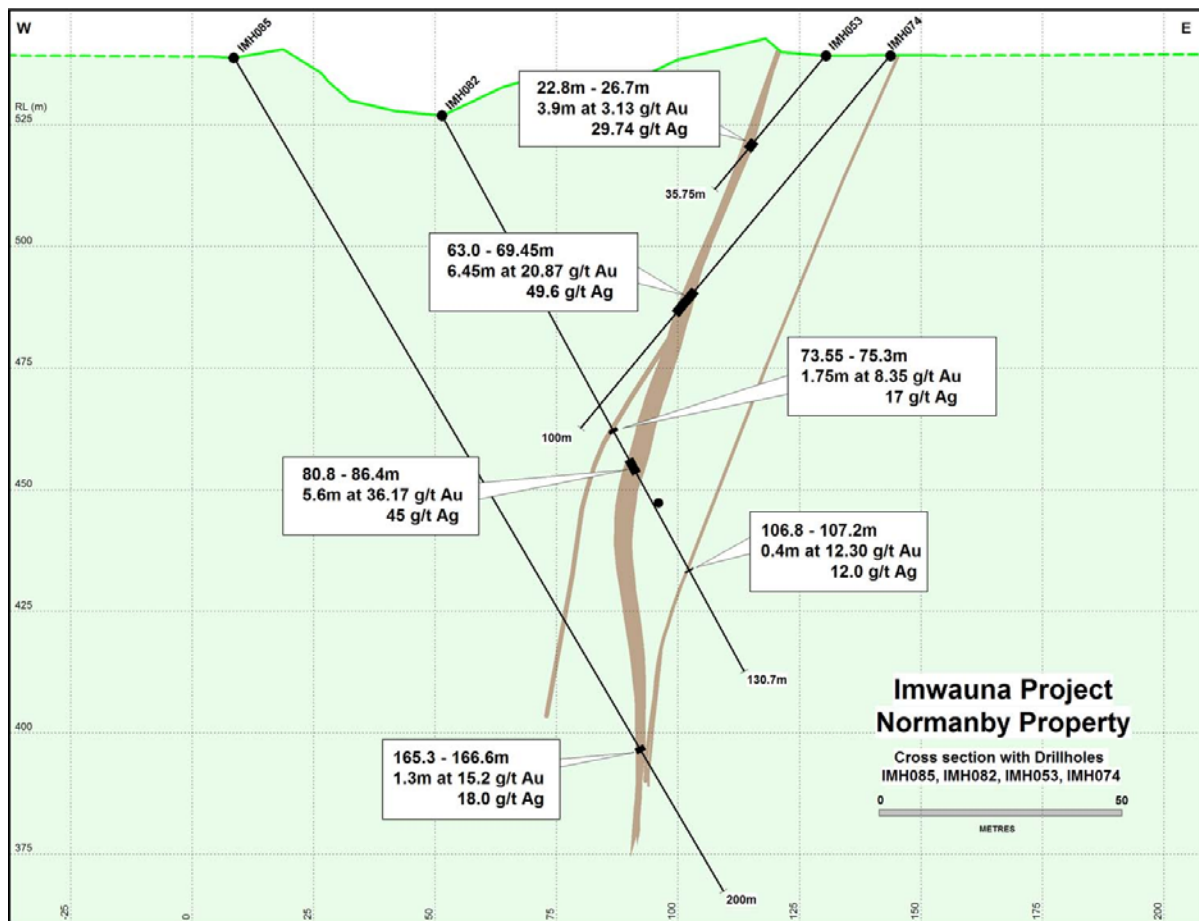 W
E
IMH085
IMH082
IMH053
IMH074
RL (m)
525
500
475
450
425
400
375
22.8m - 26.7m
3.9m at 3.13 g/t Au
29.74 g/t Ag
35.75m
63.0 - 69.45m
6.45m at 20.87 g/t Au
49.6 g/t Ag
73.55 - 75.3m
1.75m at 8.35 g/t Au
17 g/t Ag
100m
80.8 - 86.4m
5.6m at 36.17 g/t Au
45 g/t Ag
106.8 - 107.2m
0.4m at 12.30 g/t Au
12.0 g/t Ag
130.7m
165.3 - 166.6m
1.3m at 15.2 g/t Au
18.0 g/t Ag
200m
Imwauna Project
Normanby Property
Cross section with Drillholes
IMH085, IMH082, IMH053, IMH074
0 50
METRES
-25 0 25 50 75 100 125 150 175 200